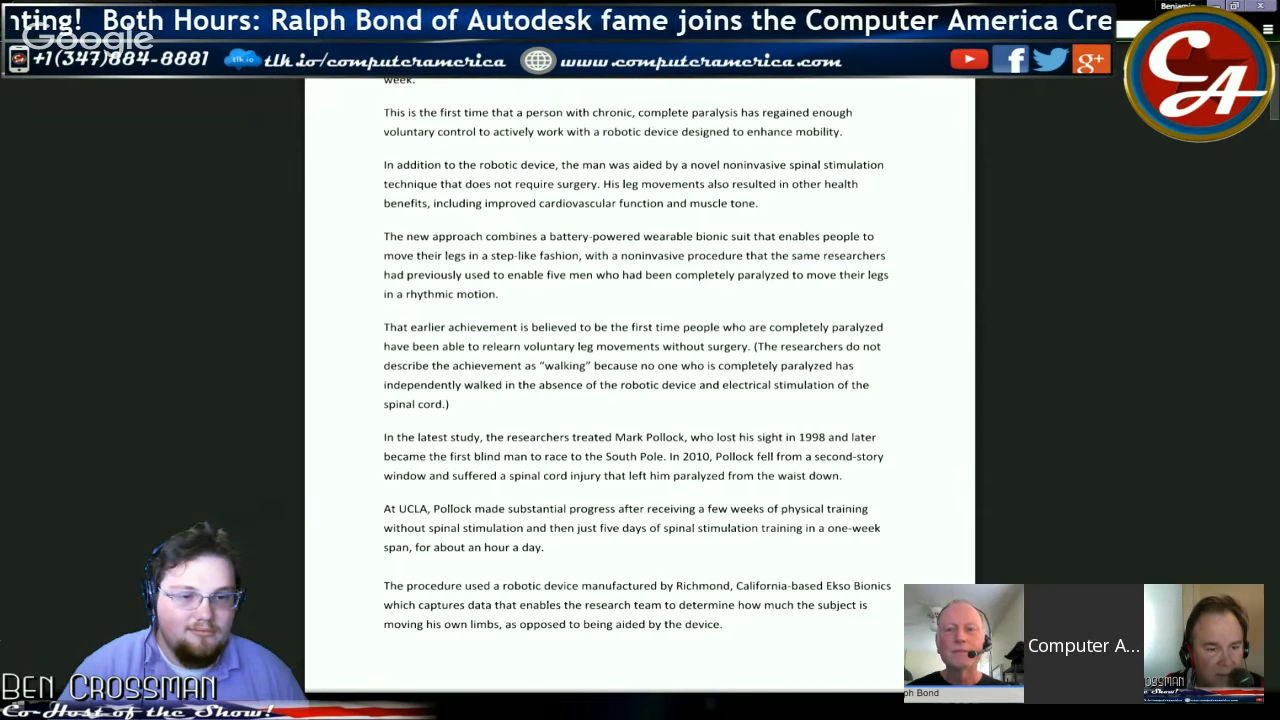 Benjamin
nting! Both Hours: Ralph Bond of Autodesk fame joins the Computer America Cre
Google
+1(347)884-8881 tlk.io/computeramerica www.computeramerica.com
CA
week.
This is the first time that a person with chronic, complete paralysis has regained enough
voluntary control to actively work with a robotic device designed to enhance mobility.
In addition to the robotic device, the man was aided by a novel noninvasive spinal stimulation
technique that does not require surgery. His leg movements also resulted in other health
benefits, including improved cardiovascular function and muscle tone.
The new approach combines a battery-powered wearable bionic suit that enables people to
move their legs in a step-like fashion, with a noninvasive procedure that the same researchers
had previously used to enable five men who had been completely paralyzed to move their legs
in a rhythmic motion.
That earlier achievement is believed to be the first time people who are completely paralyzed
have been able to relearn voluntary leg movements without surgery. (The researchers do not
describe the achievement as “walking” because no one who is completely paralyzed has
independently walked in the absence of the robotic device and electrical stimulation of the
spinal cord.)
In the latest study, the researchers treated Mark Pollock, who lost his sight in 1998 and later
became the first blind man to race to the South Pole. In 2010, Pollock fell from a second-story
window and suffered a spinal cord injury that left him paralyzed from the waist down.
At UCLA, Pollock made substantial progress after receiving a few weeks of physical training
without spinal stimulation and then just five days of spinal stimulation training in a one-week
span, for about an hour a day.
The procedure used a robotic device manufactured by Richmond, California-based Ekso Bionics
which captures data that enables the research team to determine how much the subject is
moving his own limbs, as opposed to being aided by the device.
Computer A...
ph Bond
Ben Crossman
Co-Host of the Show!